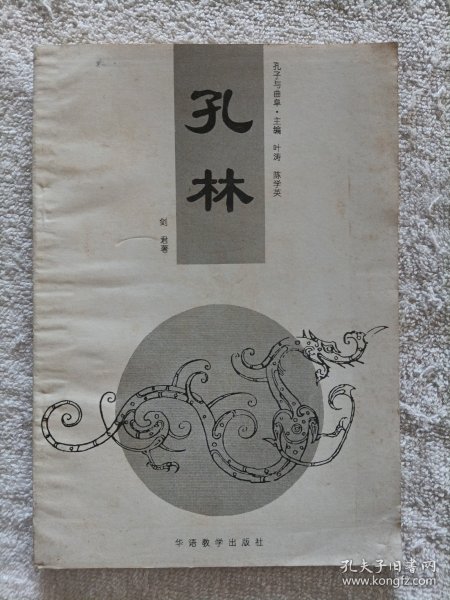 孔林
孔子与曲阜·主编 叶涛 陈学英
剑君著
华语教学出版社
孔夫子旧书网
www.kongfz.com